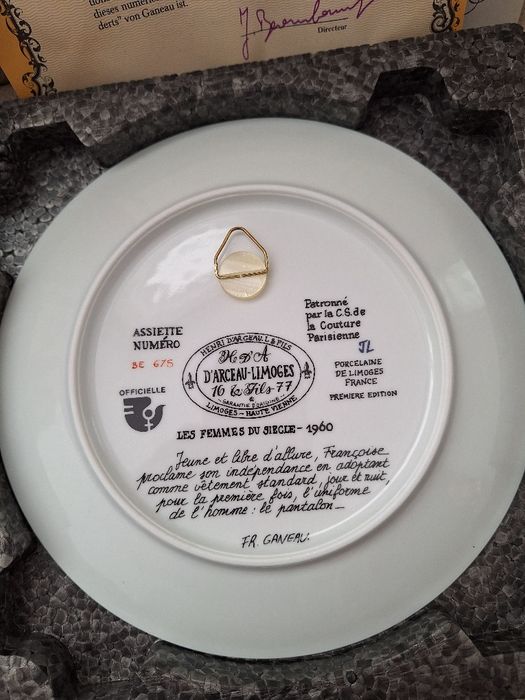 dieses
derts" von Ganeau ist.
Directeur
Patronné
par la C.S. de
la Couture
Parisienne
JL
ASSIETTE
NUMÉRO
BE 675
HENRI D'ARCEAU. L & FILS
H D'A
D'ARCEAU-LIMOGES
16 & Fils 77
GARANTIE D'ORIGINE
LIMOGES - HAUTE VIENNE
PORCELAINE
DE LIMOGES
FRANCE
PREMIÈRE EDITION
OFFICIELLE
LES FEMMES DU SIECLE - 1960
Jeune et libre d'allure, Françoise
proclame son indépendance en adoptant
comme vêtement standard, jour et nuit,
pour la première fois, l'uniforme
de l'homme : le pantalon_
FR. GANEAU.